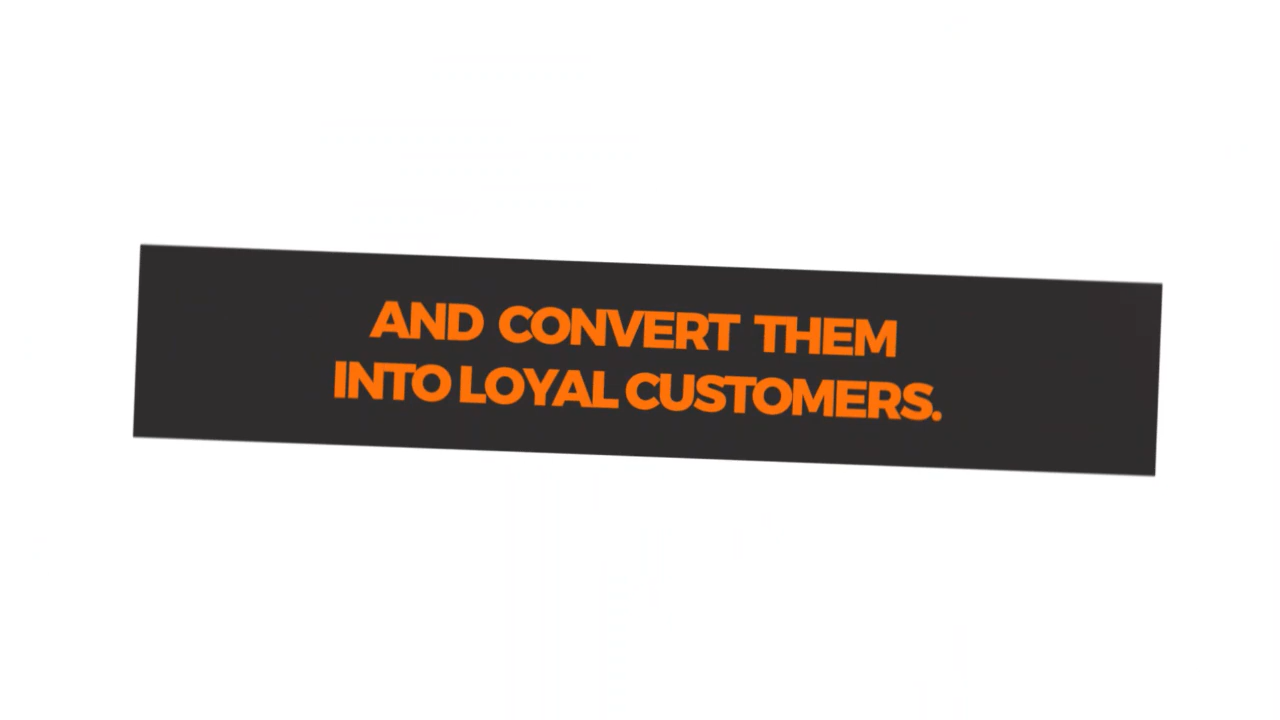 AND CONVERT THEM
INTO LOYAL CUSTOMERS.